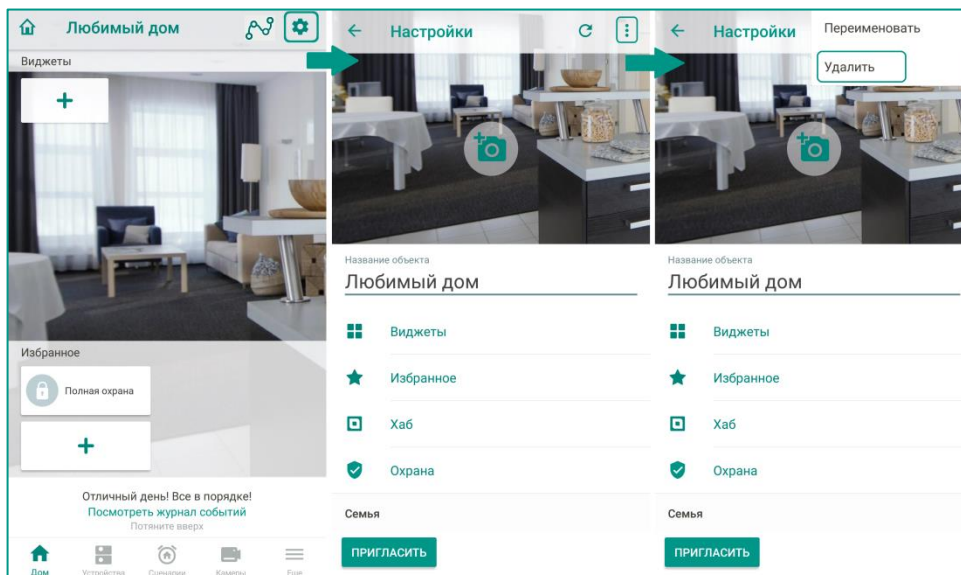 Любимый дом
Виджеты
Избранное
Полная охрана
Отличный день! Все в порядке!
Посмотреть журнал событий
Потяните вверх
Дом
Устройства
Сценарии
Камеры
Еще
Настройки
Название объекта
Любимый дом
Виджеты
Избранное
Хаб
Охрана
Семья
ПРИГЛАСИТЬ
Настройки
Переименовать
Удалить
Название объекта
Любимый дом
Виджеты
Избранное
Хаб
Охрана
Семья
ПРИГЛАСИТЬ